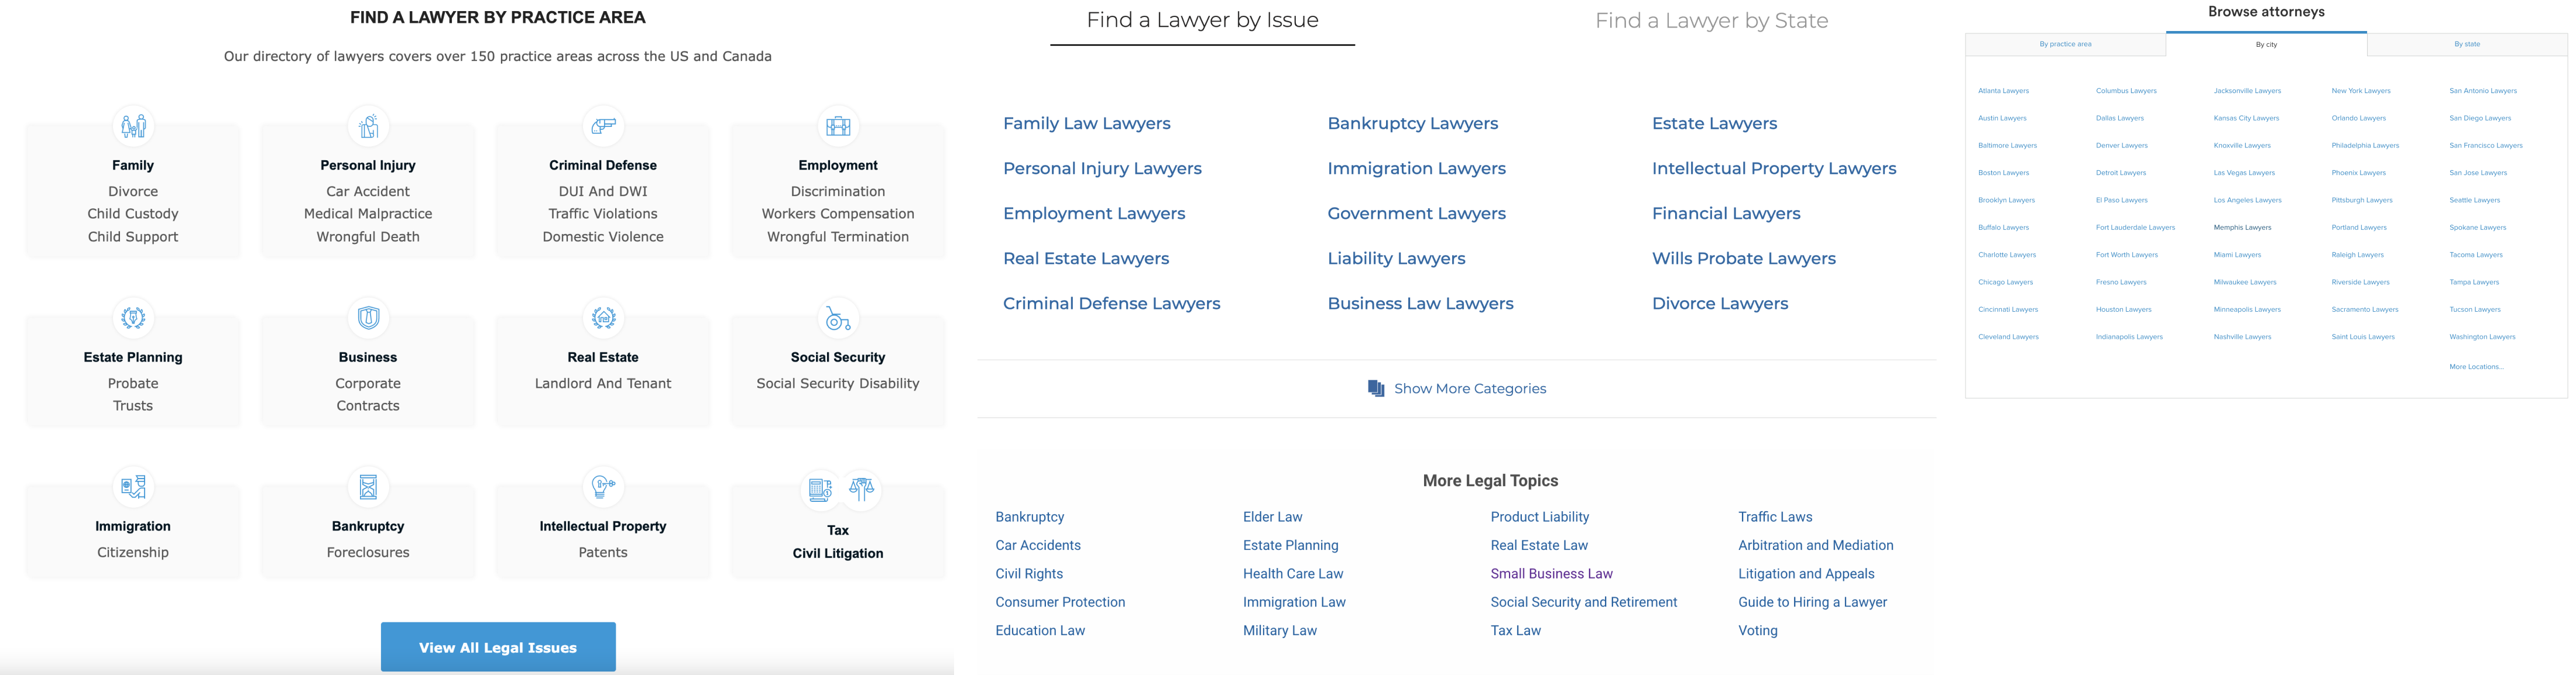 FIND A LAWYER BY PRACTICE AREA
Our directory of lawyers covers over 150 practice areas across the US and Canada
Family
Divorce
Child Custody
Child Support
Personal Injury
Car Accident
Medical Malpractice
Wrongful Death
Criminal Defense
DUI And DWI
Traffic Violations
Domestic Violence
Employment
Discrimination
Workers Compensation
Wrongful Termination
Estate Planning
Probate
Trusts
Business
Corporate
Contracts
Real Estate
Landlord And Tenant
Social Security
Social Security Disability
Immigration
Citizenship
Bankruptcy
Foreclosures
Intellectual Property
Patents
Tax
Civil Litigation
View All Legal Issues
Find a Lawyer by Issue
Find a Lawyer by State
Family Law Lawyers
Personal Injury Lawyers
Employment Lawyers
Real Estate Lawyers
Criminal Defense Lawyers
Bankruptcy Lawyers
Immigration Lawyers
Government Lawyers
Liability Lawyers
Business Law Lawyers
Estate Lawyers
Intellectual Property Lawyers
Financial Lawyers
Wills Probate Lawyers
Divorce Lawyers
Show More Categories
More Legal Topics
Bankruptcy
Car Accidents
Civil Rights
Consumer Protection
Education Law
Elder Law
Estate Planning
Health Care Law
Immigration Law
Military Law
Product Liability
Real Estate Law
Small Business Law
Social Security and Retirement
Tax Law
Traffic Laws
Arbitration and Mediation
Litigation and Appeals
Guide to Hiring a Lawyer
Voting
Browse attorneys
By practice area
By city
By state
Atlanta Lawyers
Austin Lawyers
Baltimore Lawyers
Boston Lawyers
Brooklyn Lawyers
Buffalo Lawyers
Charlotte Lawyers
Chicago Lawyers
Cincinnati Lawyers
Cleveland Lawyers
Columbus Lawyers
Dallas Lawyers
Denver Lawyers
Detroit Lawyers
El Paso Lawyers
Fort Lauderdale Lawyers
Fort Worth Lawyers
Fresno Lawyers
Houston Lawyers
Indianapolis Lawyers
Jacksonville Lawyers
Kansas City Lawyers
Knoxville Lawyers
Las Vegas Lawyers
Los Angeles Lawyers
Memphis Lawyers
Miami Lawyers
Milwaukee Lawyers
Minneapolis Lawyers
Nashville Lawyers
New York Lawyers
Orlando Lawyers
Philadelphia Lawyers
Phoenix Lawyers
Pittsburgh Lawyers
Portland Lawyers
Raleigh Lawyers
Riverside Lawyers
Sacramento Lawyers
Saint Louis Lawyers
San Antonio Lawyers
San Diego Lawyers
San Francisco Lawyers
San Jose Lawyers
Seattle Lawyers
Spokane Lawyers
Tacoma Lawyers
Tampa Lawyers
Tucson Lawyers
Washington Lawyers
More Locations...